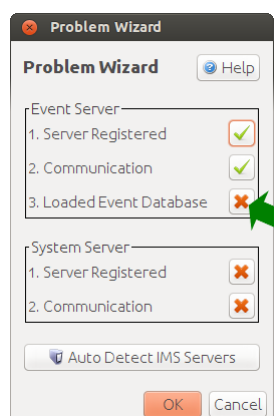 Problem Wizard
Problem Wizard
Help
Event Server
1. Server Registered
2. Communication
3. Loaded Event Database
System Server
1. Server Registered
2. Communication
Auto Detect IMS Servers
OK Cancel